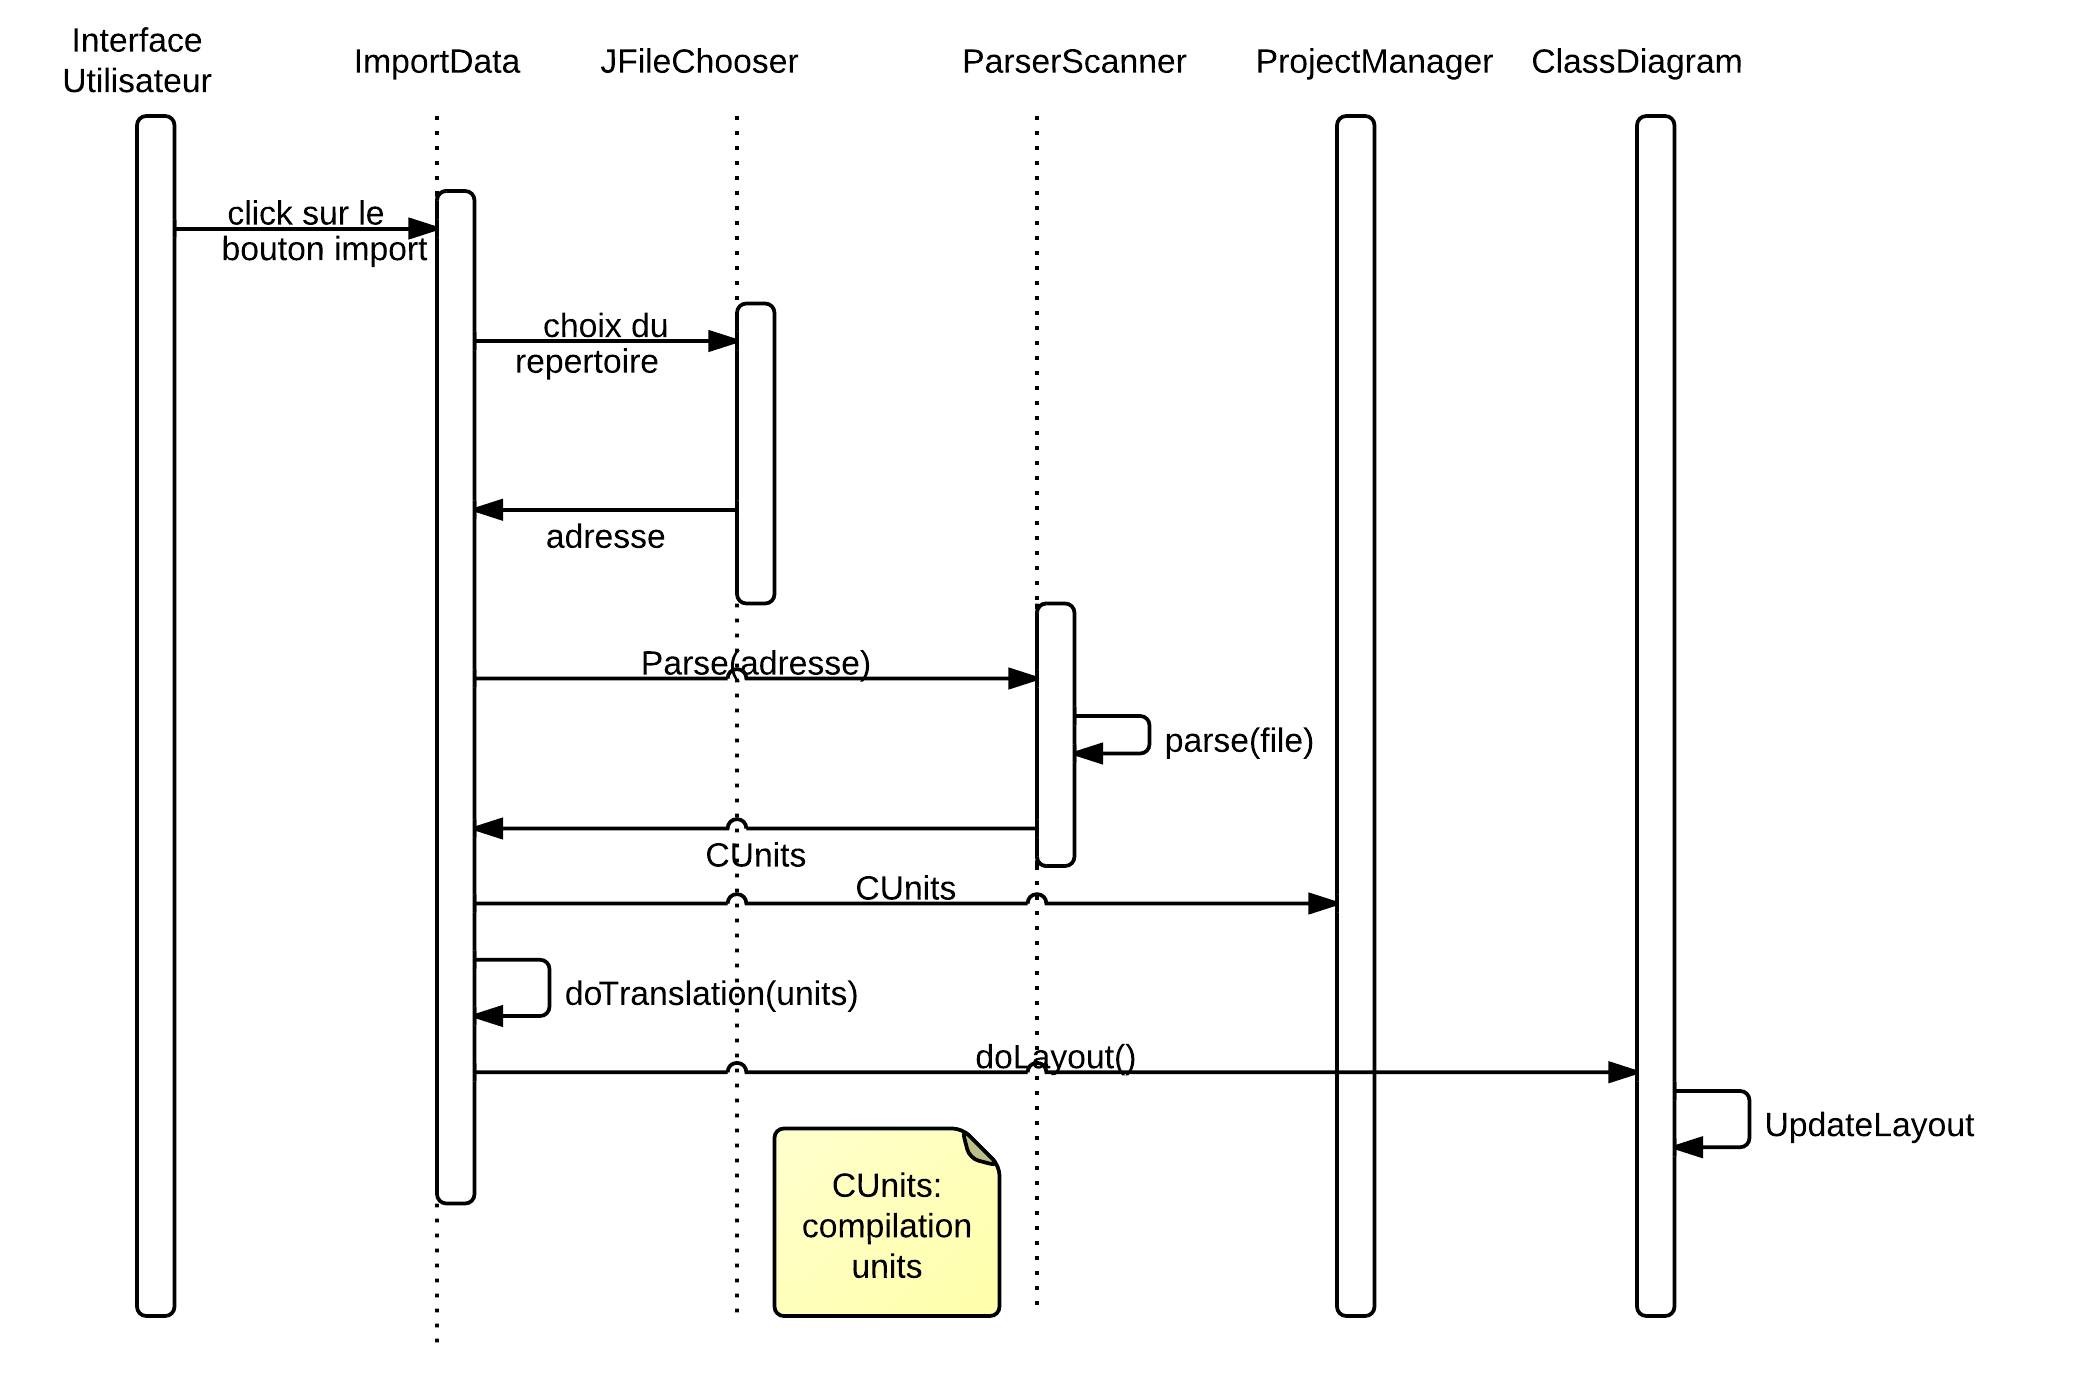 Interface
Utilisateur
ImportData
JFileChooser
ParserScanner
ProjectManager
ClassDiagram
click sur le
bouton import
choix du
repertoire
adresse
Parse(adresse)
parse(file)
CUnits
CUnits
doTranslation(units)
doLayout()
UpdateLayout
CUnits:
compilation
units